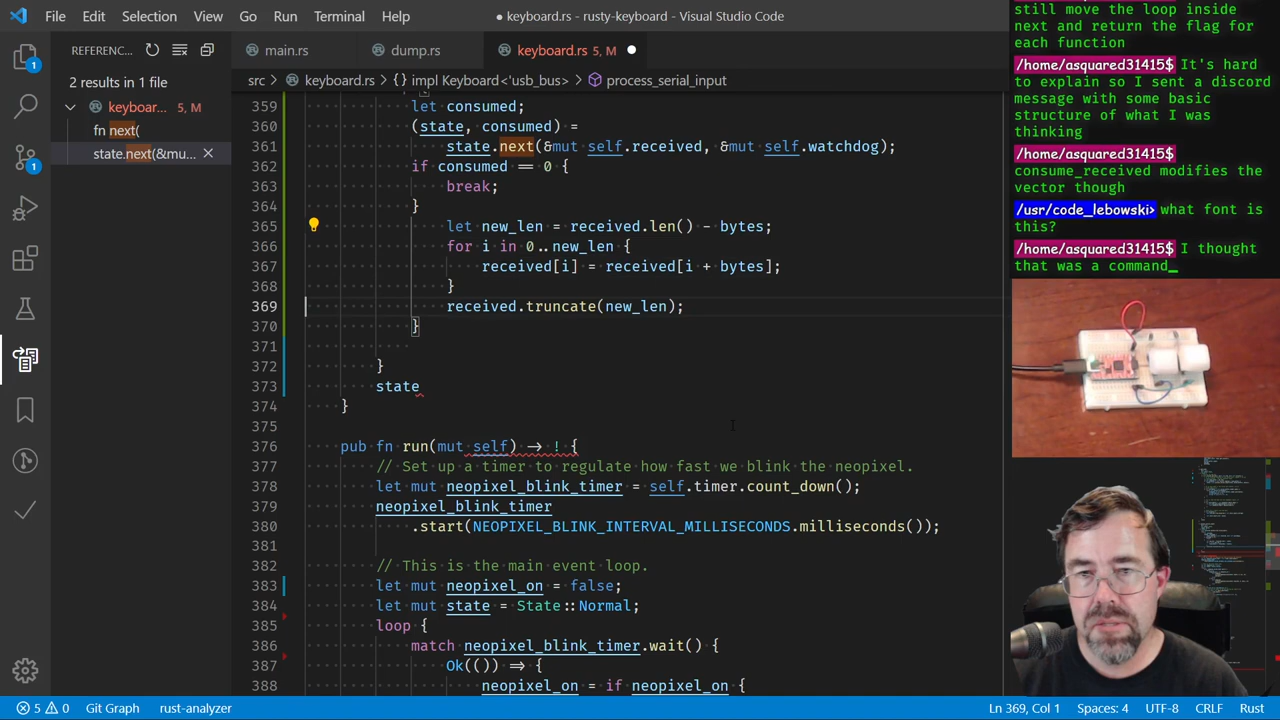 File Edit Selection View Go Run Terminal Help
● keyboard.rs - rusty-keyboard - Visual Studio Code
REFERENC...
2 results in 1 file
keyboar... 5, M
fn next(
state.next(&mu...
main.rs
dump.rs
keyboard.rs 5, M
src > keyboard.rs > {} impl Keyboard<'usb_bus> > process_serial_input
359 let consumed;
360 (state, consumed) =
361 state.next(&mut self.received, &mut self.watchdog);
362 if consumed == 0 {
363 break;
364 }
365 let new_len = received.len() - bytes;
366 for i in 0..new_len {
367 received[i] = received[i + bytes];
368 }
369 received.truncate(new_len);
370 }
371
372 }
373 state
374 }
375
376 pub fn run(mut self) -> ! {
377 // Set up a timer to regulate how fast we blink the neopixel.
378 let mut neopixel_blink_timer = self.timer.count_down();
379 neopixel_blink_timer
380 .start(NEOPIXEL_BLINK_INTERVAL_MILLISECONDS.milliseconds());
381
382 // This is the main event loop.
383 let mut neopixel_on = false;
384 let mut state = State::Normal;
385 loop {
386 match neopixel_blink_timer.wait() {
387 Ok(()) => {
388 neopixel_on = if neopixel_on {
still move the loop inside
next and return the flag for
each function
/home/asquared31415$ It's hard
to explain so I sent a discord
message with some basic
structure of what I was
thinking
/home/asquared31415$
consume_received modifies the
vector though
/usr/code_lebowski> what font is
this?
/home/asquared31415$ I thought
that was a command_
5 0 Git Graph rust-analyzer
Ln 369, Col 1 Spaces: 4 UTF-8 CRLF Rust